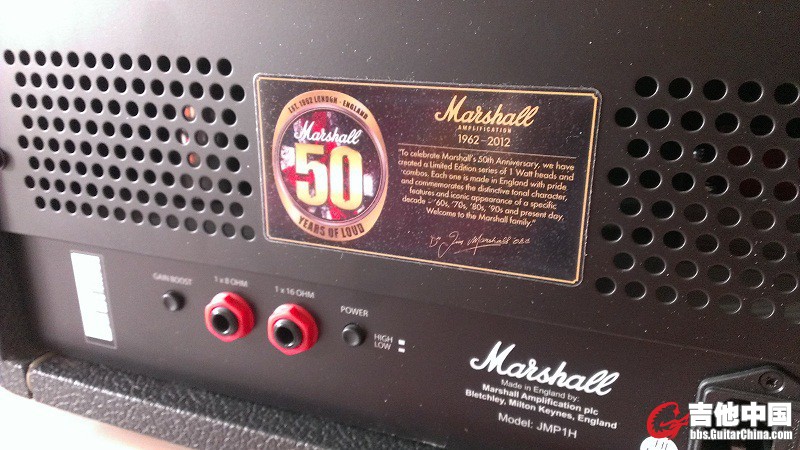 EST. 1962 LONDON · ENGLAND
Marshall
50
YEARS OF LOUD
Marshall
AMPLIFICATION
1962-2012
"To celebrate Marshall's 50th Anniversary, we have
created a Limited Edition series of 1 Watt heads and
combos. Each one is made in England with pride
and commemorates the distinctive tonal character,
features and iconic appearance of a specific
decade - '60s, '70s, '80s, '90s and present day.
Welcome to the Marshall family."
Jim Marshall OBE
GAIN BOOST
1 x 8 OHM
1 x 16 OHM
POWER
HIGH
LOW
Marshall
Made in England by:
Marshall Amplification plc
Bletchley, Milton Keynes, England
Model: JMP1H
吉他中国
bbs.GuitarChina.com